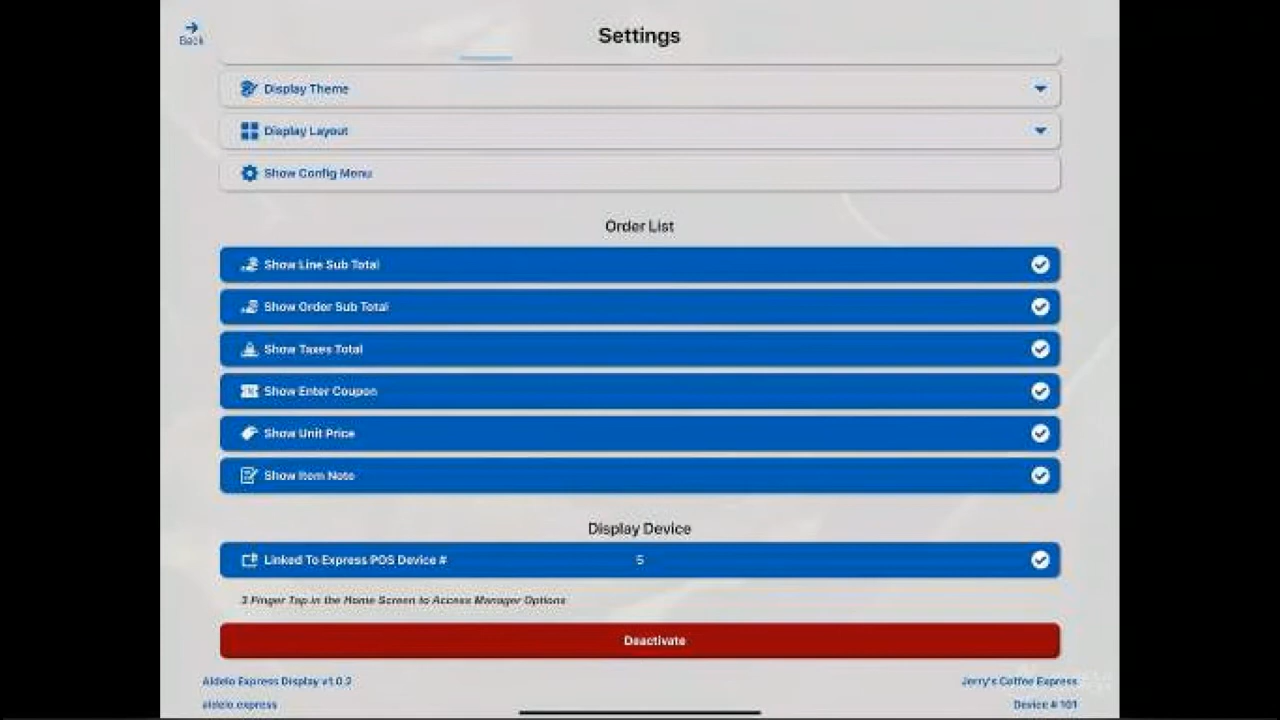 Back
Settings
Display Theme
Display Layout
Show Config Menu
Order List
Show Line Sub Total
Show Order Sub Total
Show Taxes Total
Show Enter Coupon
Show Unit Price
Show Item Note
Display Device
Linked To Express POS Device # 5
3 Finger Tap in the Home Screen to Access Manager Options
Deactivate
Aldelo Express Display v1.0.2
Jerry's Coffee Express
aldelo.express
Device # 101